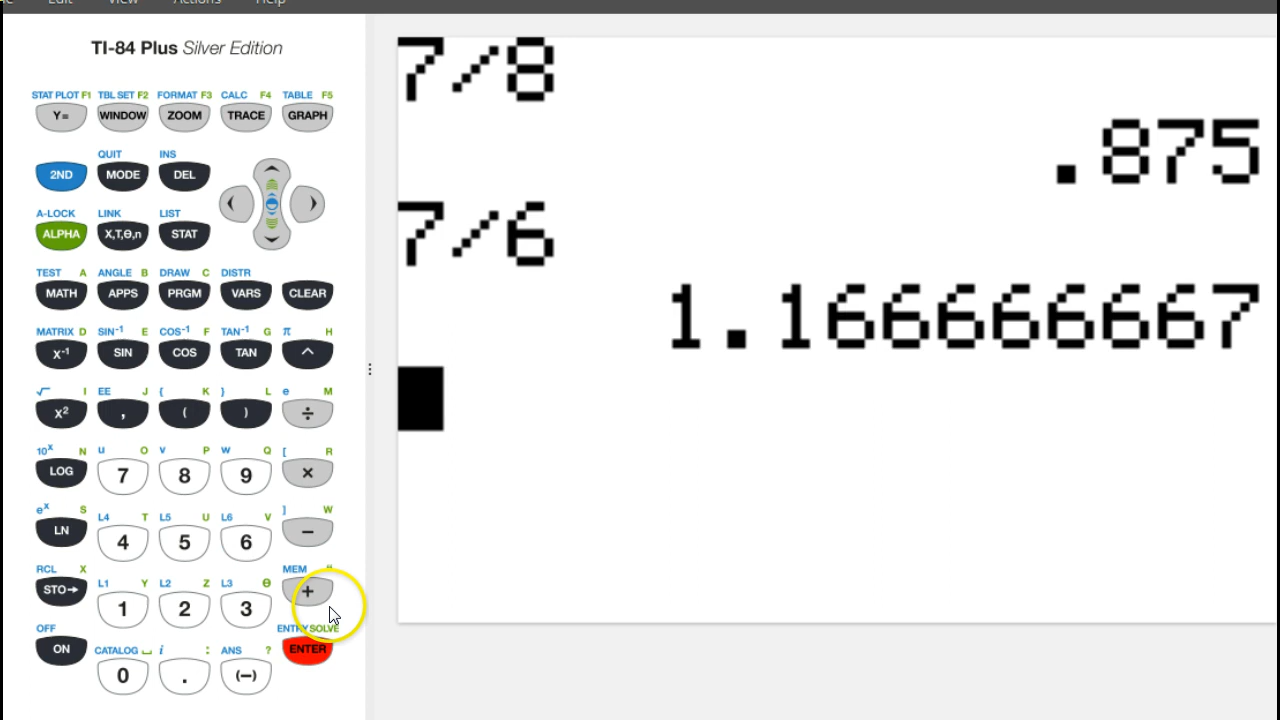 Edit View Actions Help
TI-84 Plus Silver Edition
7/8
.875
7/6
1.166666667
STAT PLOT F1 TBL SET F2 FORMAT F3 CALC F4 TABLE F5
Y= WINDOW ZOOM TRACE GRAPH
QUIT INS
2ND MODE DEL
A-LOCK LINK LIST
ALPHA X,T,Θ,n STAT
TEST A ANGLE B DRAW C DISTR
MATH APPS PRGM VARS CLEAR
MATRIX D SIN⁻¹ E COS⁻¹ F TAN⁻¹ G π H
X⁻¹ SIN COS TAN ^
√ I EE J { K } L e M
X² , ( ) ÷
10ˣ N u O v P w Q [ R
LOG 7 8 9 ×
eˣ S L4 T L5 U L6 V ] W
LN 4 5 6 −
RCL X L1 Y L2 Z L3 Θ MEM
STO→ 1 2 3 +
OFF CATALOG i : ANS ? ENTRY SOLVE
ON 0 . (−) ENTER